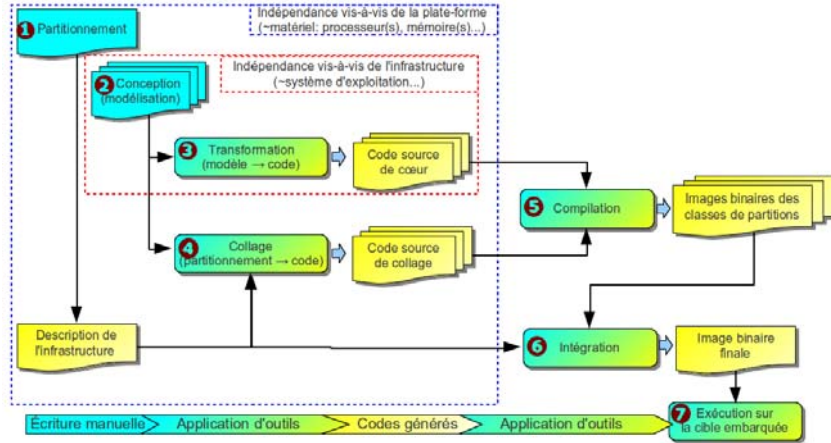 Indépendance vis-à-vis de la plate-forme
(~matériel: processeur(s), mémoire(s)...)
1 Partitionnement
Indépendance vis-à-vis de l'infrastructure
(~système d'exploitation...)
2 Conception
(modélisation)
3 Transformation
(modèle → code)
Code source
de cœur
4 Collage
(partitionnement → code)
Code source
de collage
5 Compilation
Images binaires des
classes de partitions
Description de
l'infrastructure
6 Intégration
Image binaire
finale
7 Exécution sur
la cible embarquée
Écriture manuelle
Application d'outils
Codes générés
Application d'outils